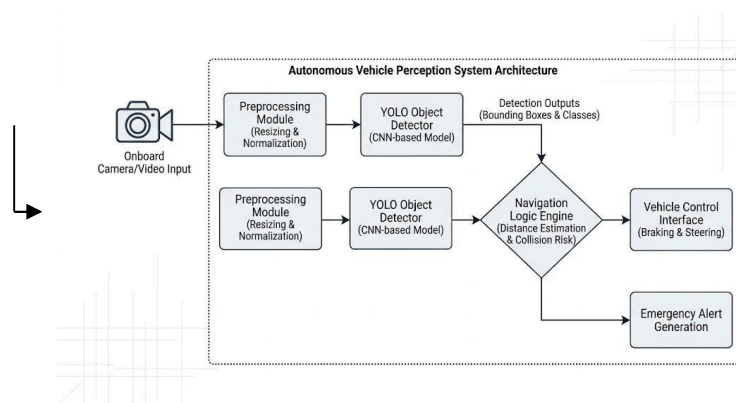 Autonomous Vehicle Perception System Architecture
Onboard
Camera/Video Input
Preprocessing
Module
(Resizing &
Normalization)
YOLO Object
Detector
(CNN-based Model)
Detection Outputs
(Bounding Boxes & Classes)
Preprocessing
Module
(Resizing &
Normalization)
YOLO Object
Detector
(CNN-based Model)
Navigation
Logic Engine
(Distance Estimation
& Collision Risk)
Vehicle Control
Interface
(Braking & Steering)
Emergency Alert
Generation